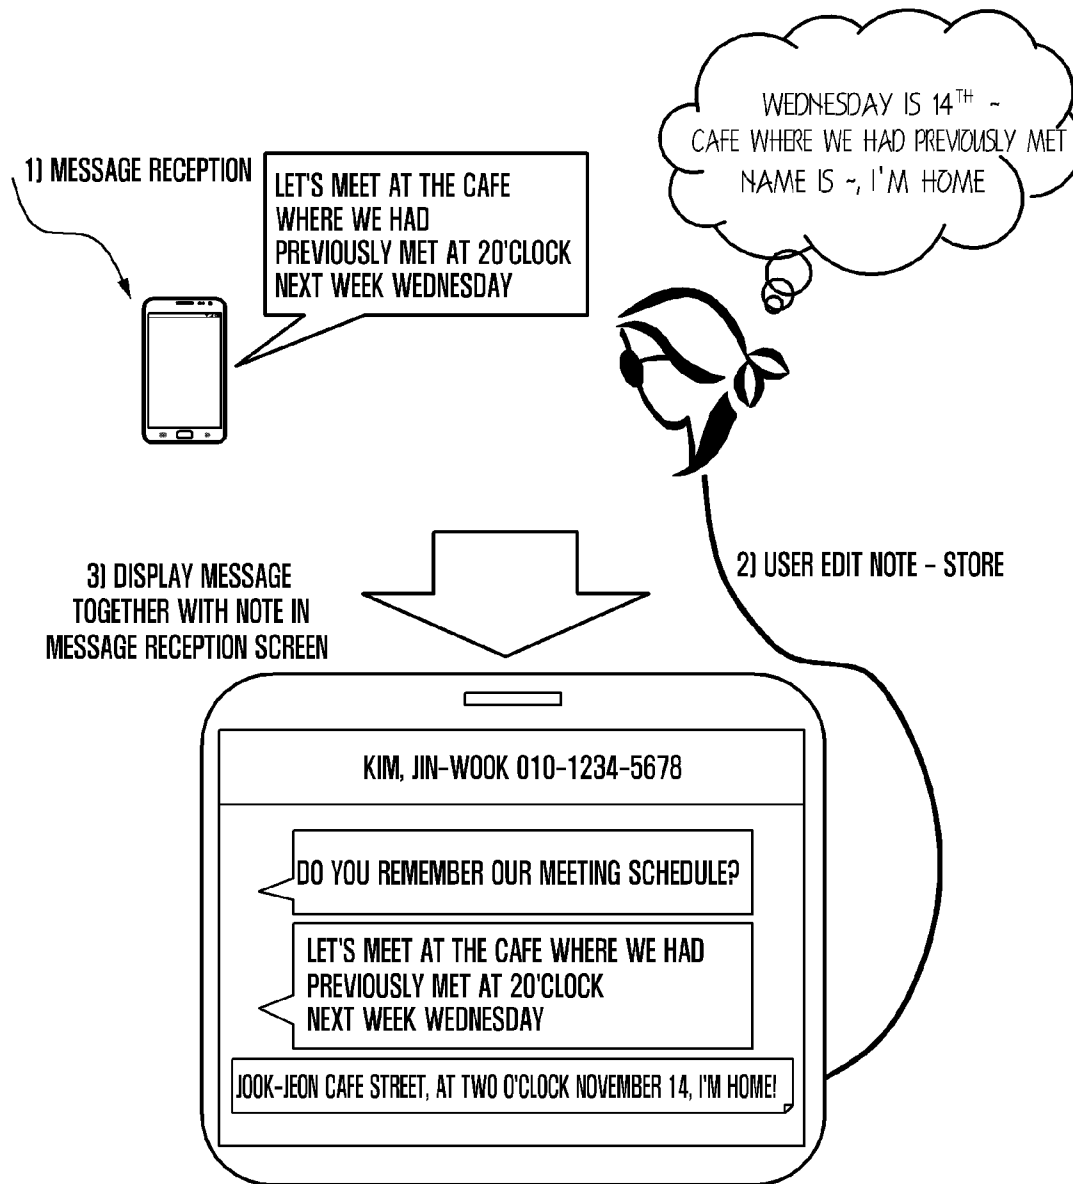 WEDNESDAY IS 14TH ~
CAFE WHERE WE HAD PREVIOUSLY MET
NAME IS ~, I'M HOME
1) MESSAGE RECEPTION
LET'S MEET AT THE CAFE
WHERE WE HAD
PREVIOUSLY MET AT 20'CLOCK
NEXT WEEK WEDNESDAY
2) USER EDIT NOTE - STORE
3) DISPLAY MESSAGE
TOGETHER WITH NOTE IN
MESSAGE RECEPTION SCREEN
KIM, JIN-WOOK 010-1234-5678
DO YOU REMEMBER OUR MEETING SCHEDULE?
LET'S MEET AT THE CAFE WHERE WE HAD
PREVIOUSLY MET AT 20'CLOCK
NEXT WEEK WEDNESDAY
JOOK-JEON CAFE STREET, AT TWO O'CLOCK NOVEMBER 14, I'M HOME!